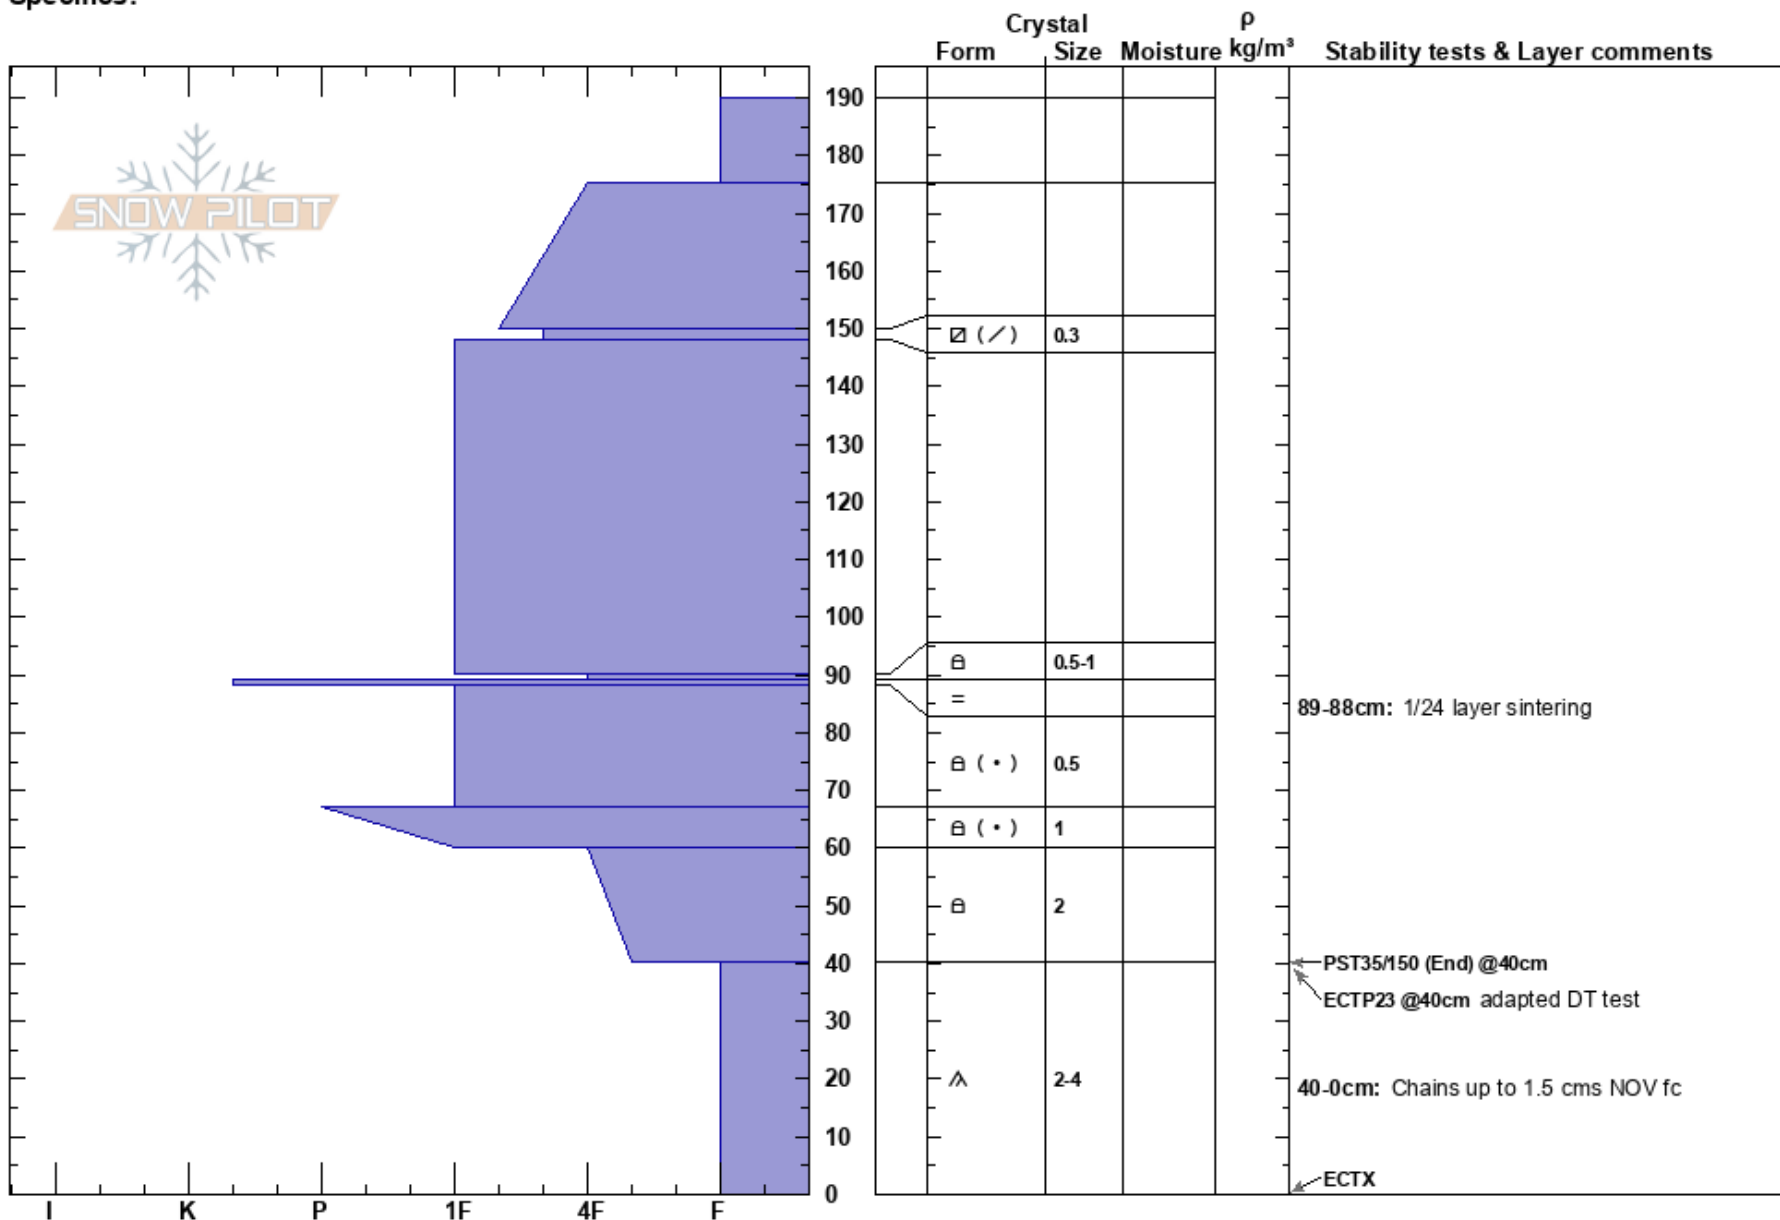 Specifics:
Crystal ρ
Form Size Moisture kg/m³ Stability tests & Layer comments
SNOW PILOT
190
180
170
160
150 (∕) 0.3
140
130
120
110
100
90 0.5-1
=
89-88cm: 1/24 layer sintering
80
(•) 0.5
70
(•) 1
60
50 2
40 PST35/150 (End) @40cm
ECTP23 @40cm adapted DT test
30
20 2-4
40-0cm: Chains up to 1.5 cms NOV fc
10
ECTX
0
I K P 1F 4F F